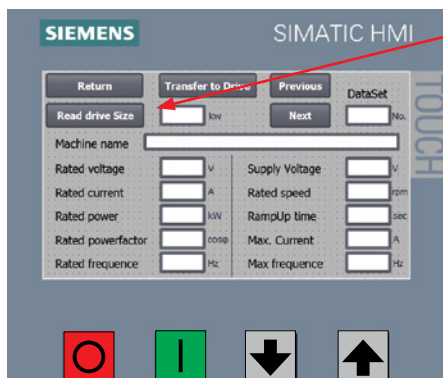 SIEMENS SIMATIC HMI
TOUCH
Return Transfer to Drive Previous DataSet
Read drive Size kw Next No.
Machine name
Rated voltage V Supply Voltage V
Rated current A Rated speed rpm
Rated power kW RampUp time sec
Rated powerfactor cosφ Max. Current A
Rated frequence Hz Max frequence Hz